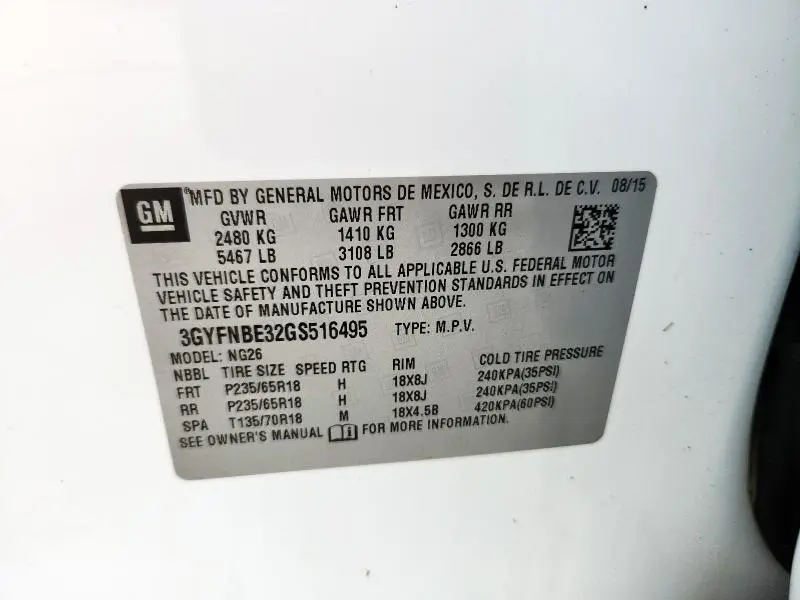 GM
®MFD BY GENERAL MOTORS DE MEXICO, S. DE R.L. DE C.V. 08/15
GVWR GAWR FRT GAWR RR
2480 KG 1410 KG 1300 KG
5467 LB 3108 LB 2866 LB
THIS VEHICLE CONFORMS TO ALL APPLICABLE U.S. FEDERAL MOTOR
VEHICLE SAFETY AND THEFT PREVENTION STANDARDS IN EFFECT ON
THE DATE OF MANUFACTURE SHOWN ABOVE.
3GYFNBE32GS516495 TYPE: M.P.V.
MODEL: NG26
NBBL TIRE SIZE SPEED RTG RIM COLD TIRE PRESSURE
FRT P235/65R18 H 18X8J 240KPA(35PSI)
RR P235/65R18 H 18X8J 240KPA(35PSI)
SPA T135/70R18 M 18X4.5B 420KPA(60PSI)
SEE OWNER'S MANUAL FOR MORE INFORMATION.